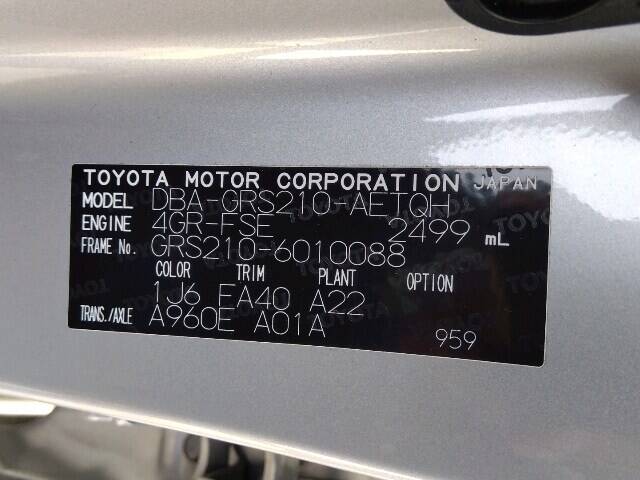 TOYOTA MOTOR CORPORATION JAPAN
MODEL DBA-GRS210-AETQH
ENGINE 4GR-FSE 2499 mL
FRAME No. GRS210-6010088
COLOR TRIM PLANT OPTION
1J6 FA40 A22
TRANS./AXLE A960E A01A
959